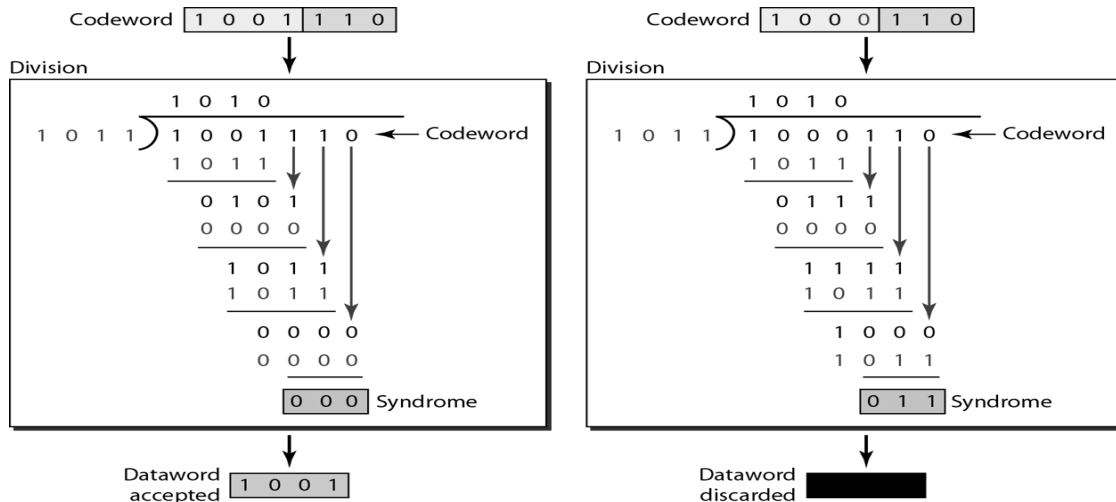 Codeword 1 0 0 1 1 1 0
Division
1 0 1 0
1 0 1 1 1 0 0 1 1 1 0 Codeword
1 0 1 1
0 1 0 1
0 0 0 0
1 0 1 1
1 0 1 1
0 0 0 0
0 0 0 0
0 0 0 Syndrome
Dataword
accepted 1 0 0 1
Codeword 1 0 0 0 1 1 0
Division
1 0 1 0
1 0 1 1 1 0 0 0 1 1 0 Codeword
1 0 1 1
0 1 1 1
0 0 0 0
1 1 1 1
1 0 1 1
1 0 0 0
1 0 1 1
0 1 1 Syndrome
Dataword
discarded